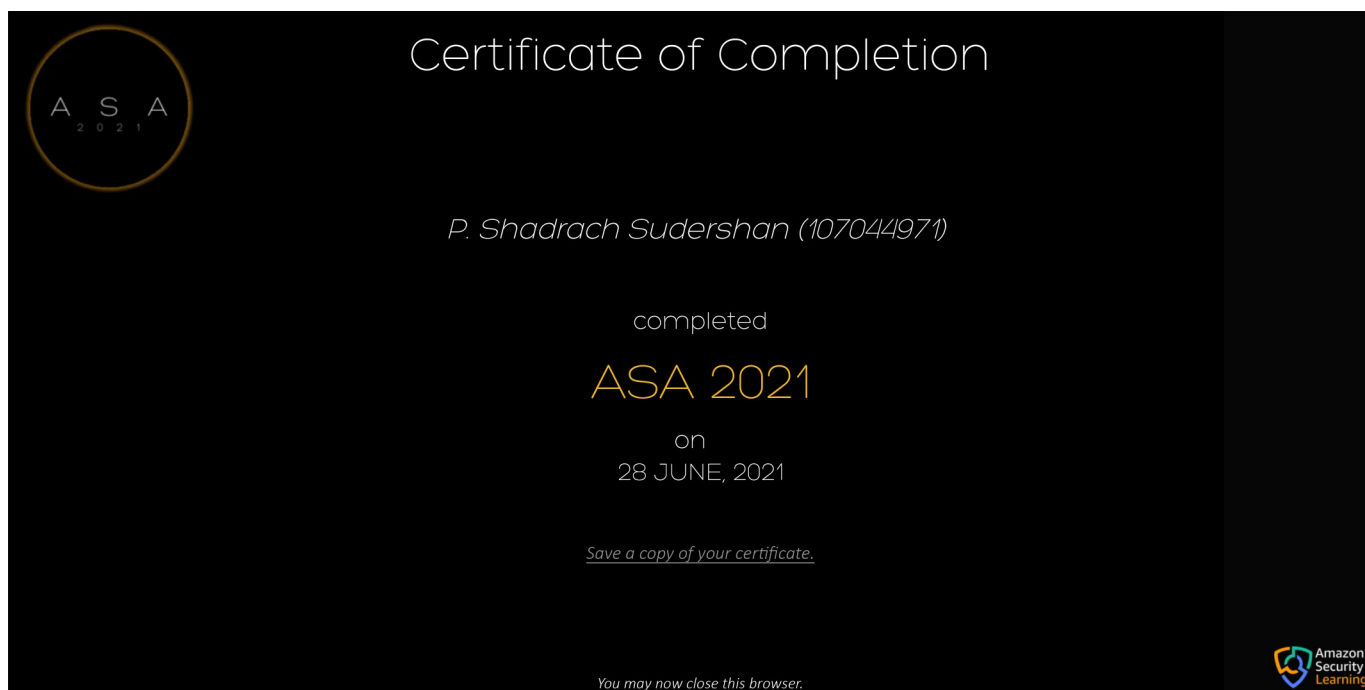 Certificate of Completion
A S A
2 0 2 1
P. Shadrach Sudershan (107044971)
completed
ASA 2021
on
28 JUNE, 2021
Save a copy of your certificate.
You may now close this browser.
Amazon
Security
Learning